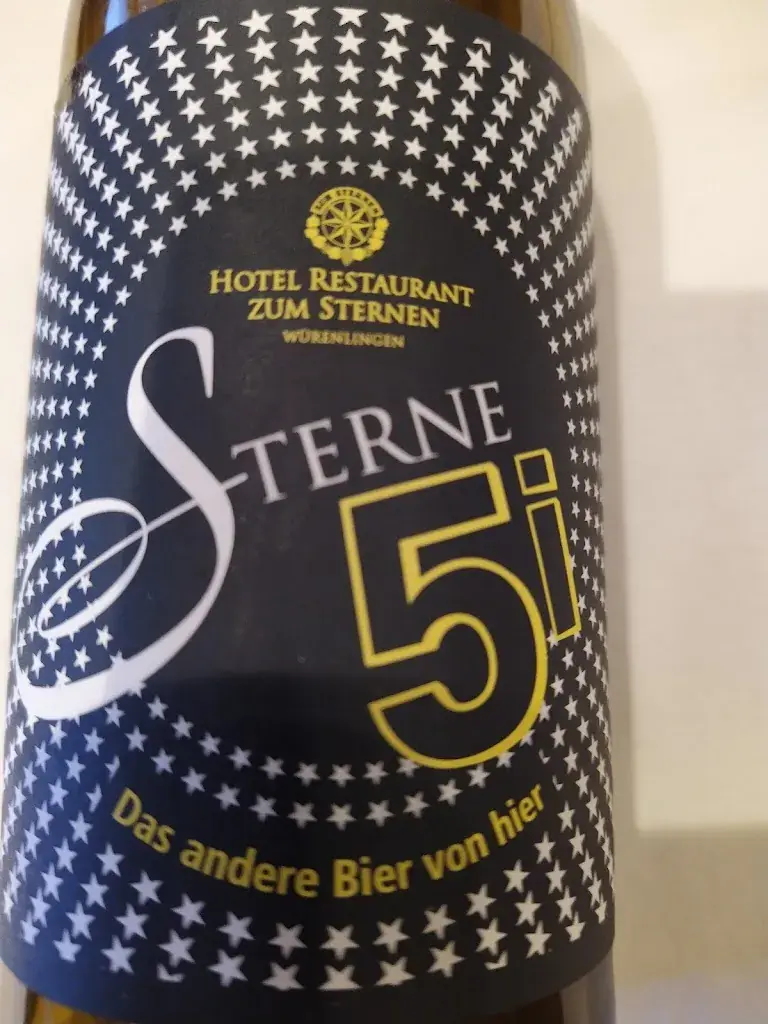 HOTEL RESTAURANT
ZUM STERNEN
WÜRENLINGEN
STERNE
5i
Das andere Bier von hier